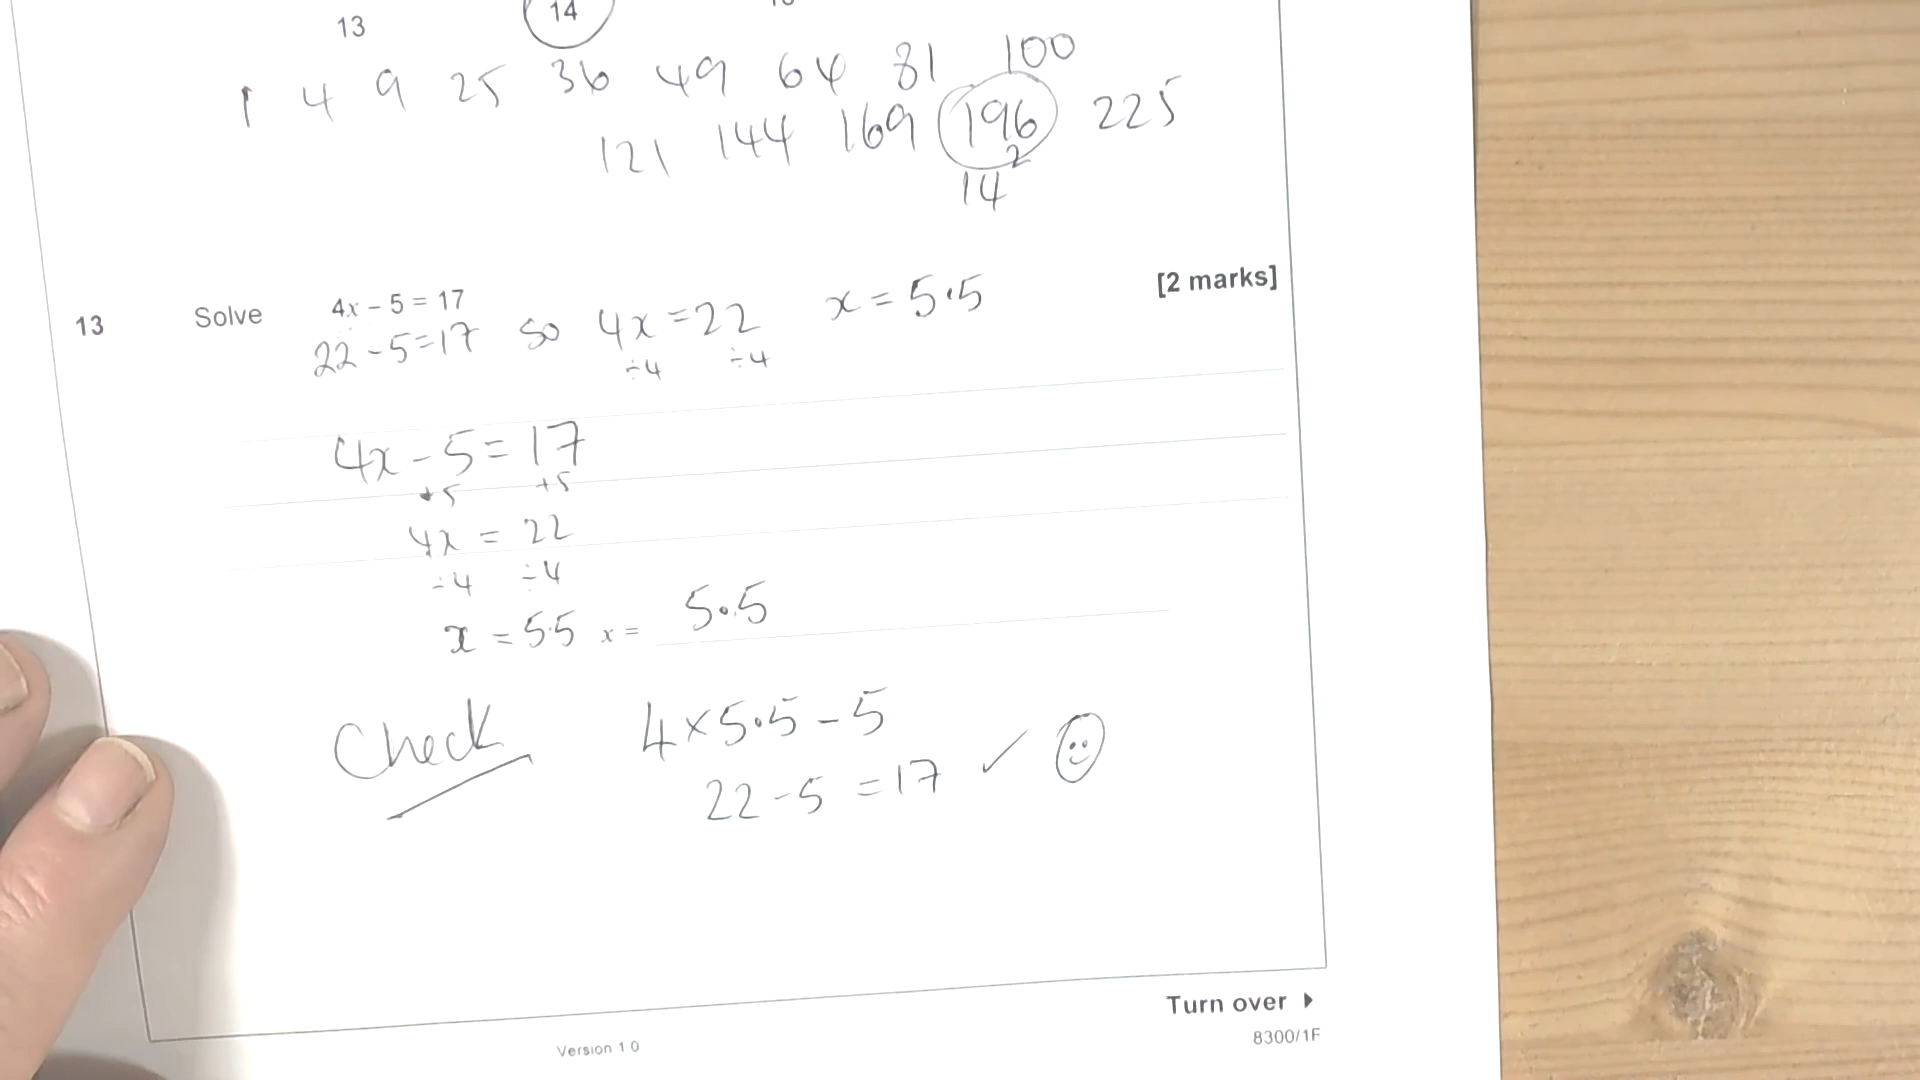 13 14
1 4 9 25 36 49 64 81 100
121 144 169 196 225
14²
13 Solve 4x – 5 = 17 [2 marks]
22 - 5 = 17 so 4x = 22 x = 5.5
÷4 ÷4
4x - 5 = 17
+5 +5
4x = 22
÷4 ÷4
x = 5.5 x = 5.5
Check 4 × 5.5 - 5
22 - 5 = 17 ✓ ☺
Turn over ▶
Version 1 0 8300/1F